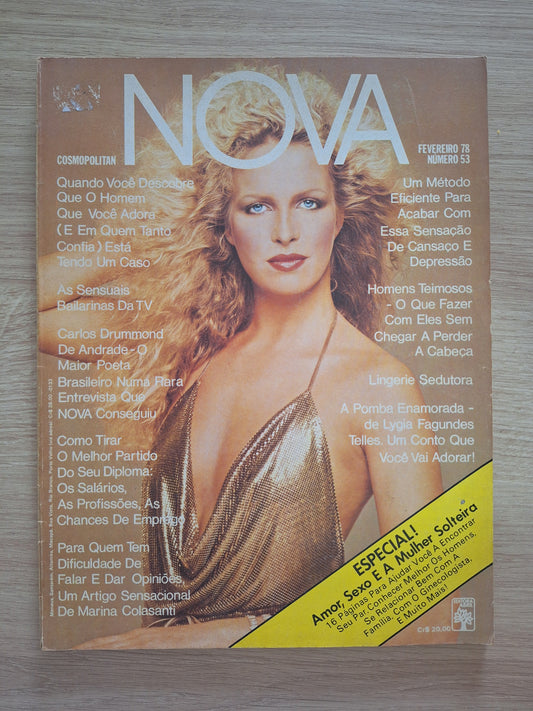 NOVA
COSMOPOLITAN
FEVEREIRO 78
NÚMERO 53
Quando Você Descobre
Que O Homem
Que Você Adora
(E Em Quem Tanto
Confia) Está
Tendo Um Caso
As Sensuais
Bailarinas Da TV
Carlos Drummond
De Andrade - O
Maior Poeta
Brasileiro Numa Rara
Entrevista Que
NOVA Conseguiu
Como Tirar
O Melhor Partido
Do Seu Diploma:
Os Salários,
As Profissões, As
Chances De Emprego
Para Quem Tem
Dificuldade De
Falar E Dar Opiniões,
Um Artigo Sensacional
De Marina Colasanti
Um Método
Eficiente Para
Acabar Com
Essa Sensação
De Cansaço E
Depressão
Homens Teimosos
- O Que Fazer
Com Eles Sem
Chegar A Perder
A Cabeça
Lingerie Sedutora
A Pomba Enamorada -
de Lygia Fagundes
Telles. Um Conto Que
Você Vai Adorar!
ESPECIAL!
Amor, Sexo E A Mulher Solteira
16 Páginas Para Ajudar Você A Encontrar
Seu Par Conhecer Melhor Os Homens,
Se Relacionar Bem Com A
Família, Com O Ginecologista,
E Muito Mais!
Cr$ 20,00